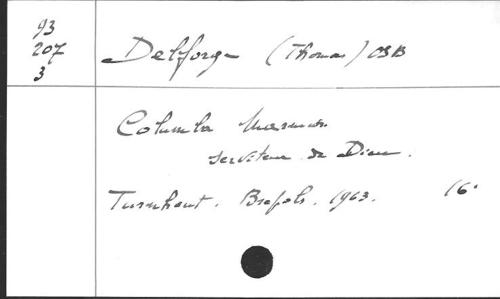 93
207
3
Delforge (Thomas) OSB
Columba Marmion
serviteur de Dieu.
Turnhout. Brepols. 1963. 16°